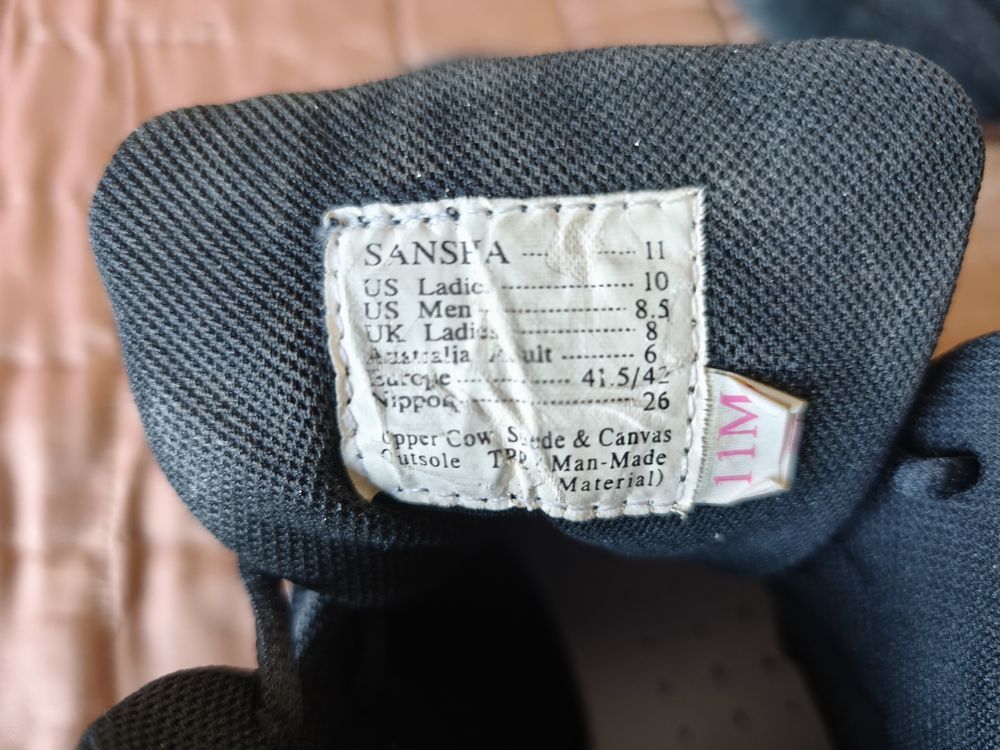 SANSHA ---------- 11
US Ladies ---------- 10
US Men ---------- 8.5
UK Ladies ---------- 8
Australia Adult ---------- 6
Europe ---------- 41.5/42
Nippon ---------- 26
Upper Cow Suede & Canvas
Outsole TPR (Man-Made
Material)
11M